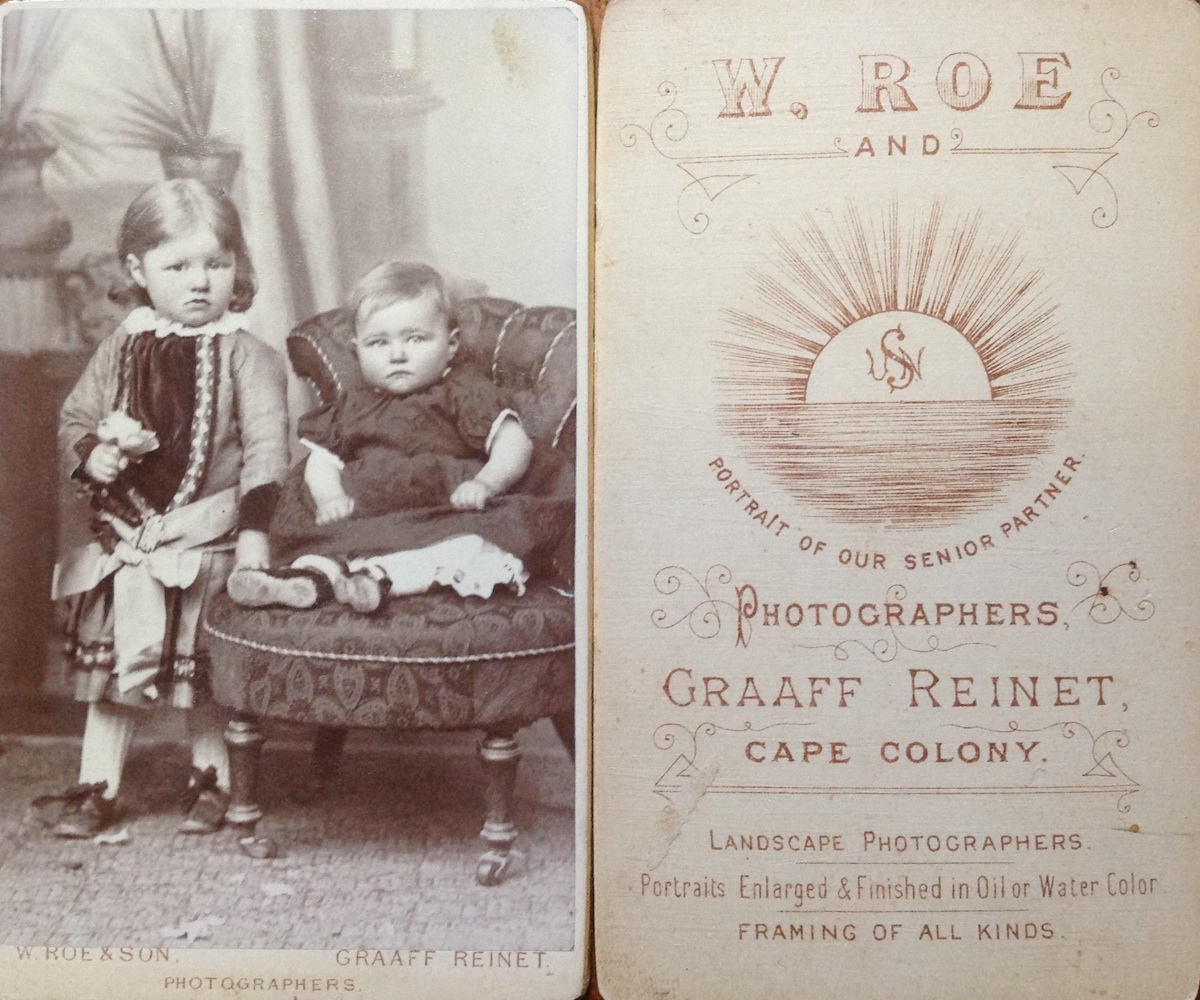 W. ROE & SON. GRAAFF REINET.
PHOTOGRAPHERS.
W. ROE
AND
PORTRAIT OF OUR SENIOR PARTNER.
PHOTOGRAPHERS,
GRAAFF REINET,
CAPE COLONY.
LANDSCAPE PHOTOGRAPHERS.
Portraits Enlarged & Finished in Oil or Water Color
FRAMING OF ALL KINDS.